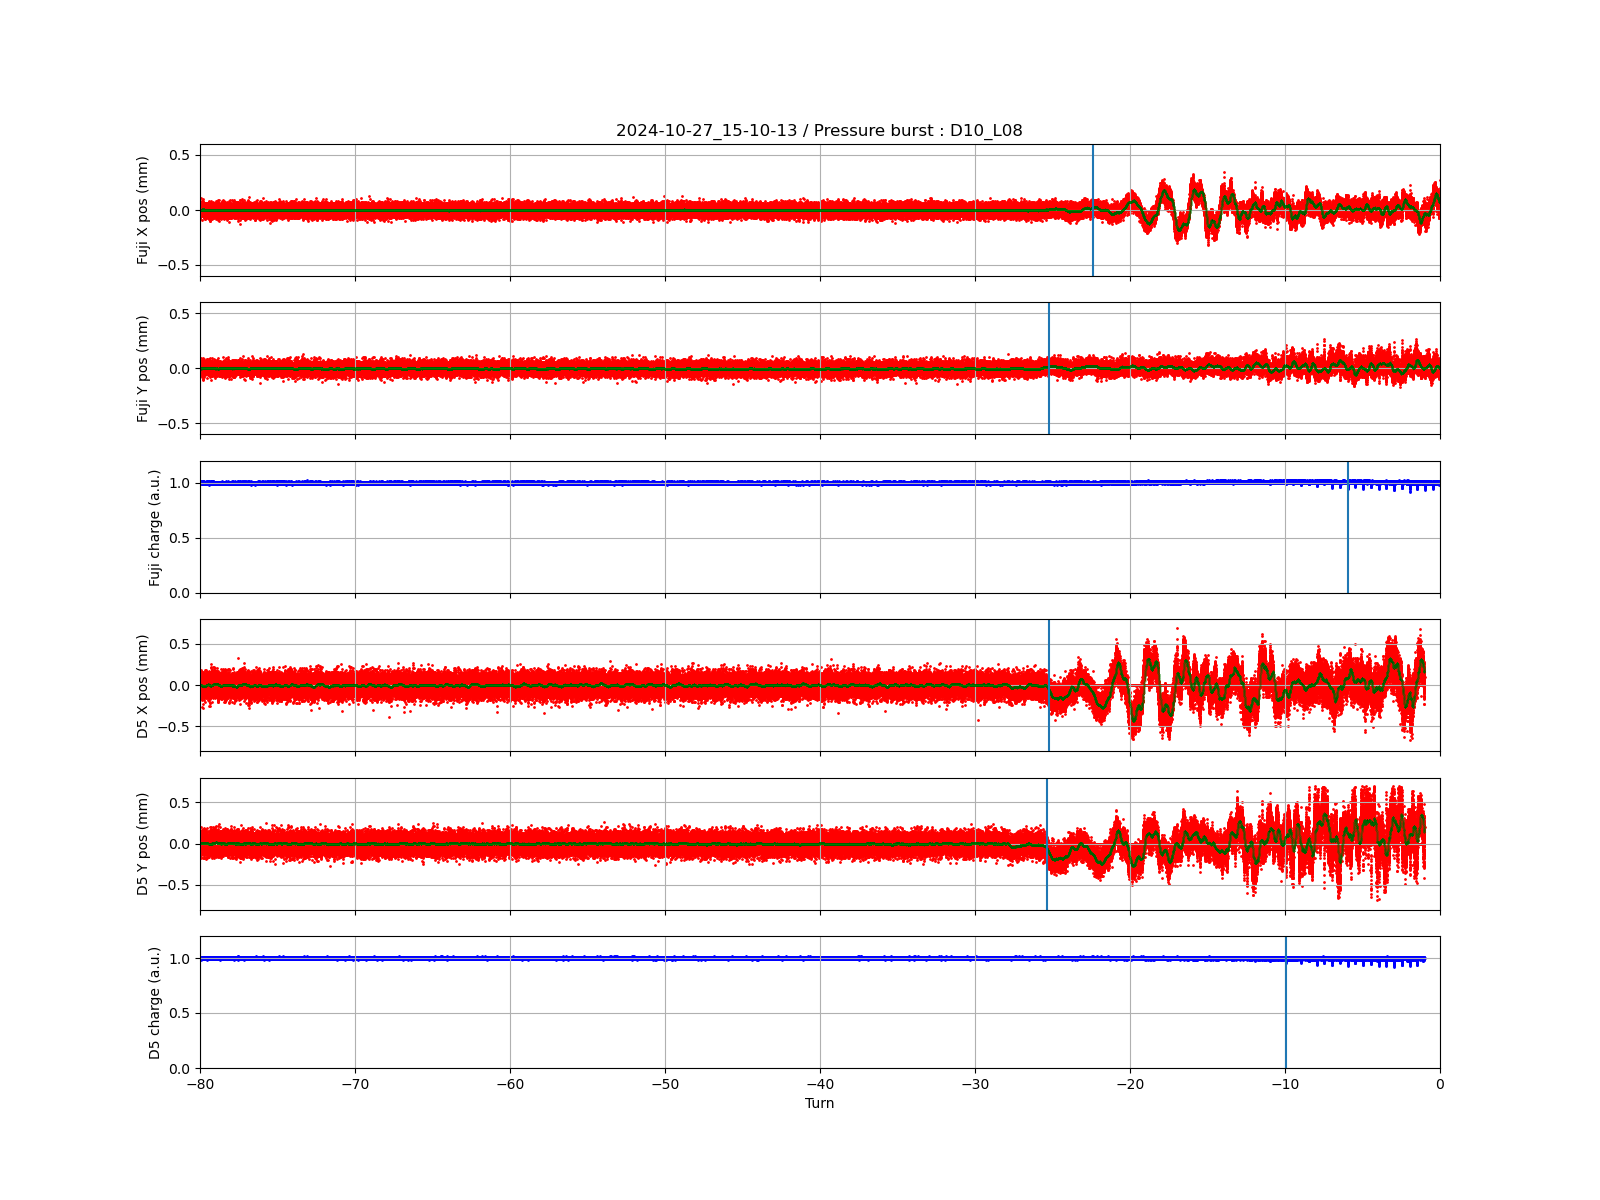 2024-10-27_15-10-13 / Pressure burst : D10_L08
Fuji X pos (mm)
0.5
0.0
−0.5
Fuji Y pos (mm)
0.5
0.0
−0.5
Fuji charge (a.u.)
1.0
0.5
0.0
D5 X pos (mm)
0.5
0.0
−0.5
D5 Y pos (mm)
0.5
0.0
−0.5
D5 charge (a.u.)
1.0
0.5
0.0
−80 −70 −60 −50 −40 −30 −20 −10 0
Turn